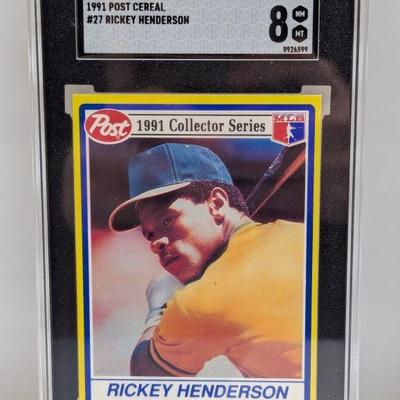 1991 POST CEREAL
#27 RICKEY HENDERSON
8 NM MT
8926599
Post 1991 Collector Series MLB
RICKEY HENDERSON